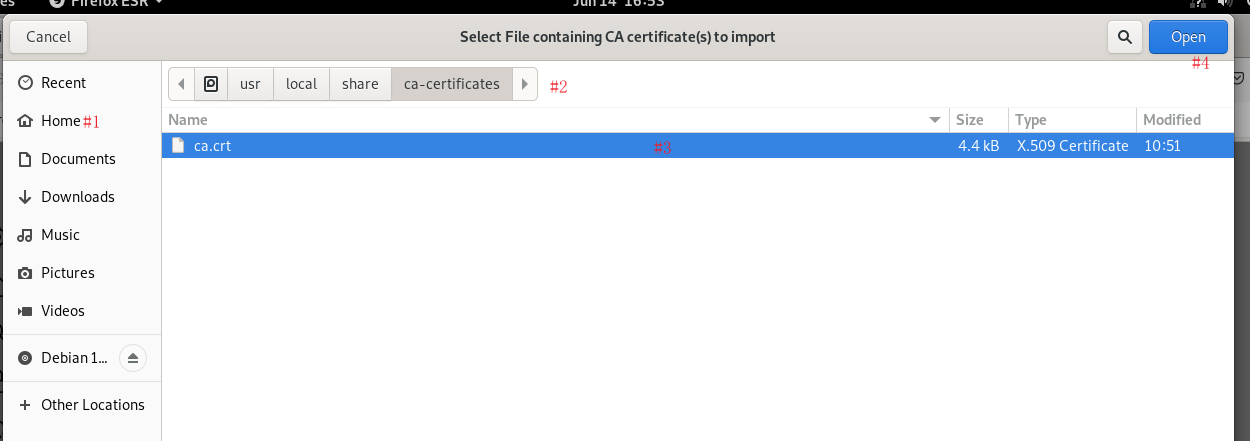 es Firefox ESR Jun 14 16:53
Cancel Select File containing CA certificate(s) to import Open
#4
Recent
usr local share ca-certificates #2
Home #1
Name Size Type Modified
ca.crt #3 4.4 kB X.509 Certificate 10:51
Documents
Downloads
Music
Pictures
Videos
Debian 1...
Other Locations